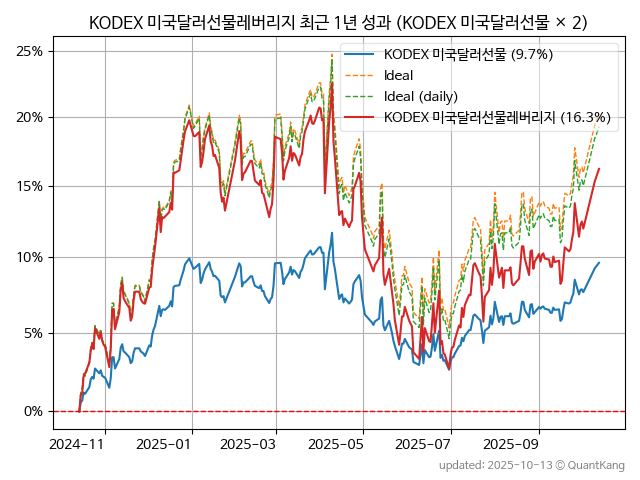 KODEX 미국달러선물레버리지 최근 1년 성과 (KODEX 미국달러선물 × 2)
KODEX 미국달러선물 (9.7%)
Ideal
Ideal (daily)
KODEX 미국달러선물레버리지 (16.3%)
25%
20%
15%
10%
5%
0%
2024-11 2025-01 2025-03 2025-05 2025-07 2025-09
updated: 2025-10-13 © QuantKang